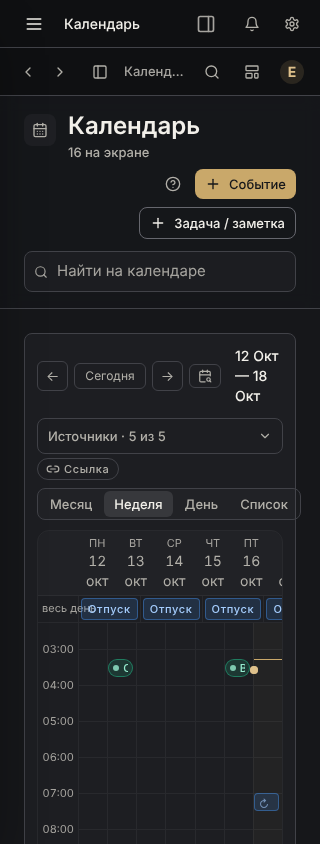 Календарь
Календ...
E
Календарь
16 на экране
+ Событие
+ Задача / заметка
Найти на календаре
← Сегодня → 12 Окт — 18 Окт
Источники · 5 из 5
Ссылка
Месяц Неделя День Список
ПН ВТ СР ЧТ ПТ
12 13 14 15 16
окт окт окт окт окт
весь день Отпуск Отпуск Отпуск О
03:00
04:00
05:00
06:00
07:00
08:00